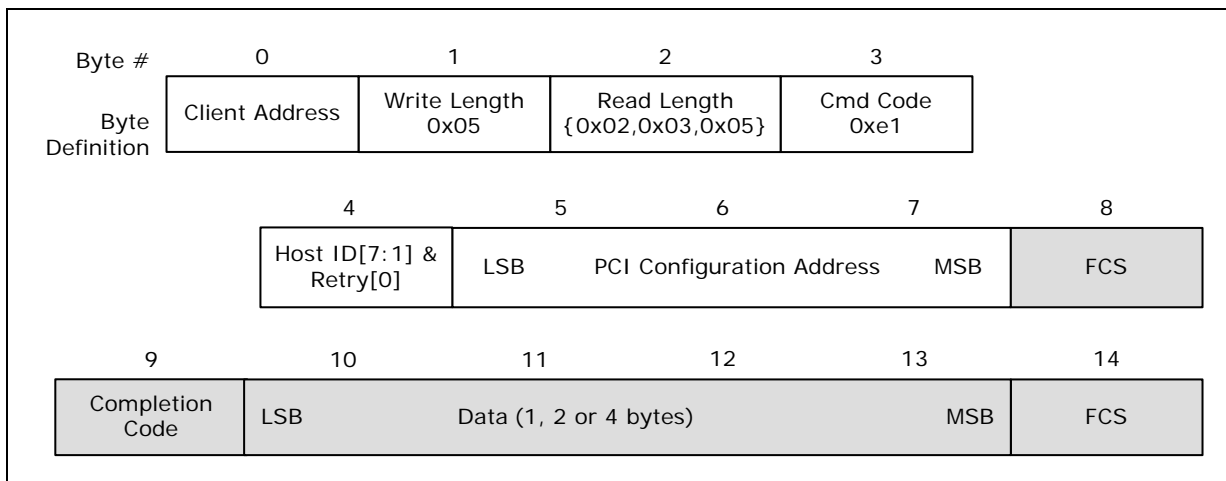 Byte # 0 1 2 3
Byte Definition
Client Address
Write Length
0x05
Read Length
{0x02,0x03,0x05}
Cmd Code
0xe1
4 5 6 7 8
Host ID[7:1] &
Retry[0]
LSB PCI Configuration Address MSB
FCS
9 10 11 12 13 14
Completion
Code
LSB Data (1, 2 or 4 bytes) MSB
FCS